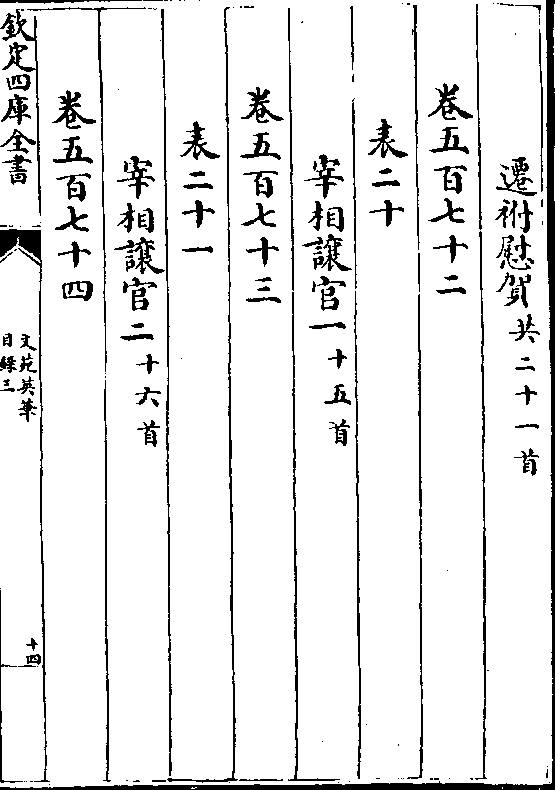 遷祔慰賀共二十一首
卷五百七十二
表二十
宰相讓官一十五首
卷五百七十三
表二十一
宰相讓官二十六首
卷五百七十四
欽定四庫全書
文苑英華
目錄三
十四